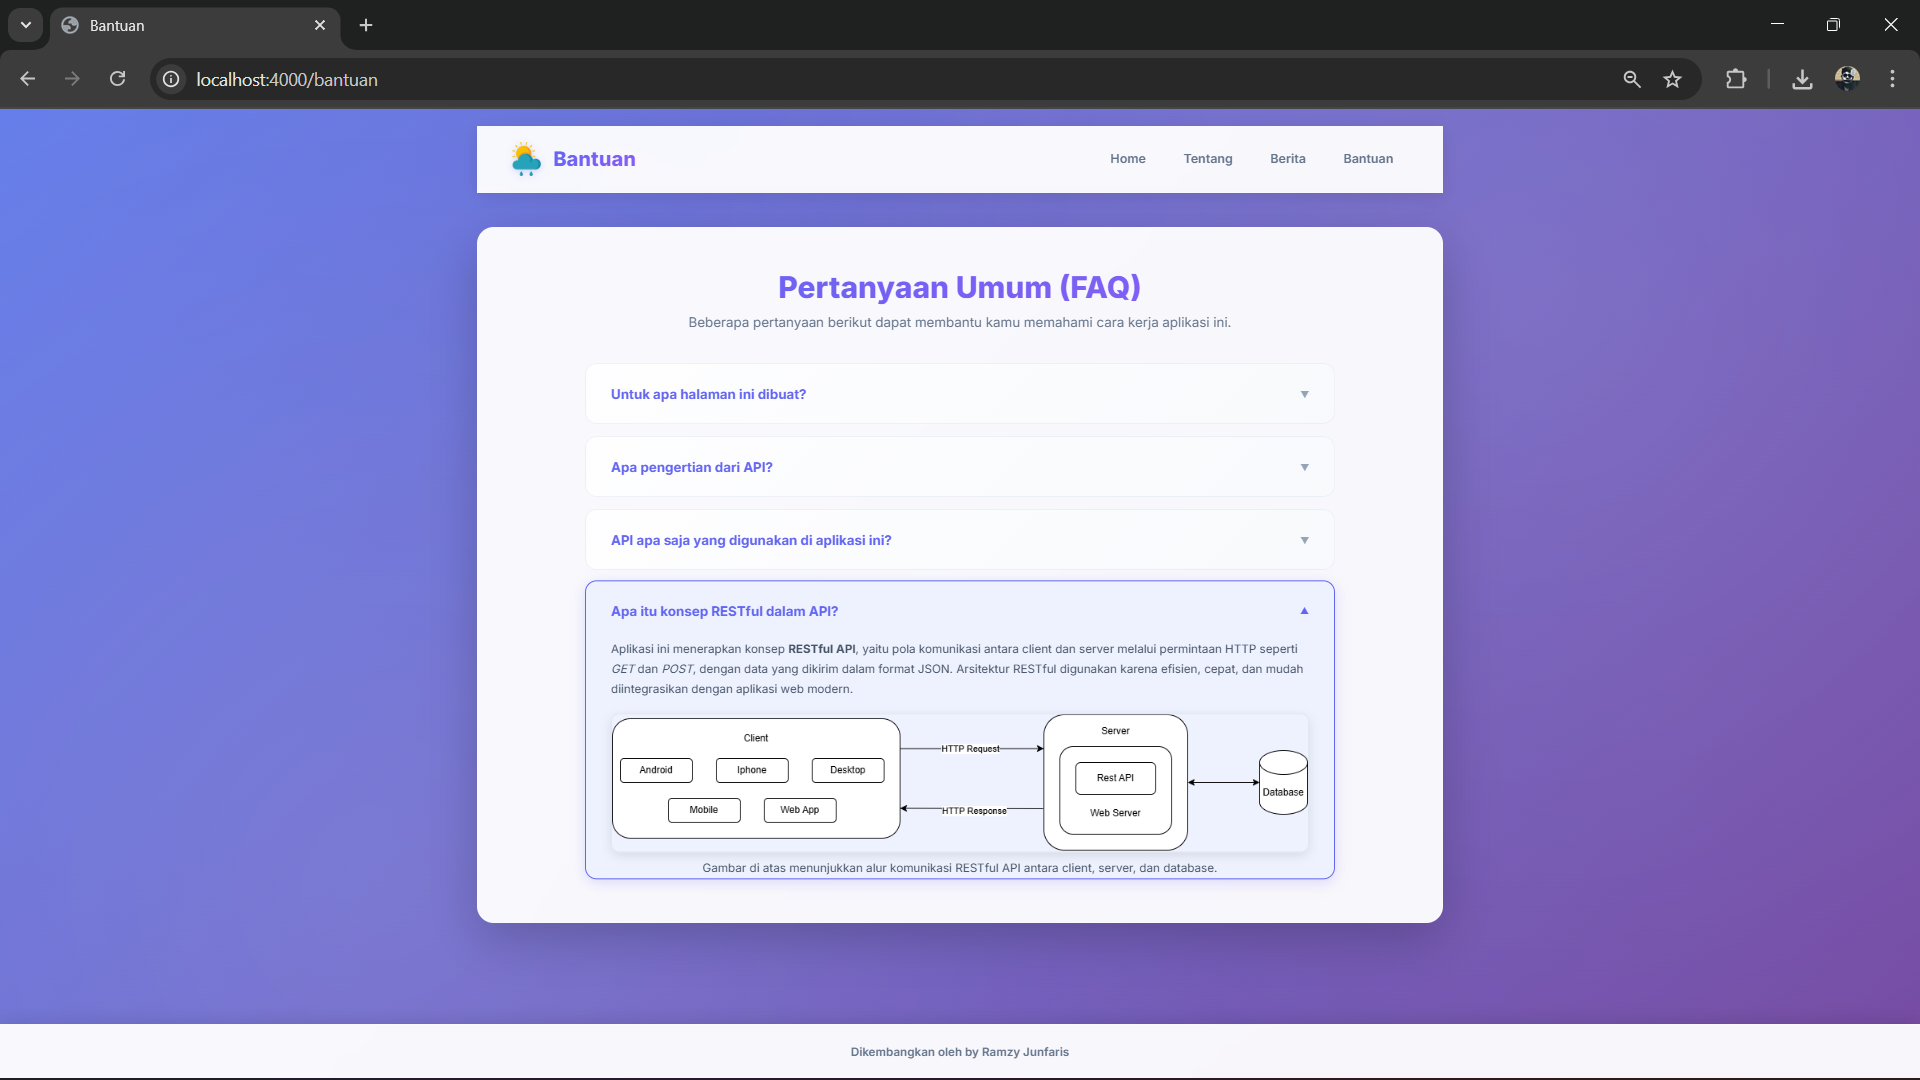 Bantuan
localhost:4000/bantuan
Bantuan
Home
Tentang
Berita
Bantuan
Pertanyaan Umum (FAQ)
Beberapa pertanyaan berikut dapat membantu kamu memahami cara kerja aplikasi ini.
Untuk apa halaman ini dibuat?
Apa pengertian dari API?
API apa saja yang digunakan di aplikasi ini?
Apa itu konsep RESTful dalam API?
Aplikasi ini menerapkan konsep RESTful API, yaitu pola komunikasi antara client dan server melalui permintaan HTTP seperti
GET dan POST, dengan data yang dikirim dalam format JSON. Arsitektur RESTful digunakan karena efisien, cepat, dan mudah
diintegrasikan dengan aplikasi web modern.
Client
Android
Iphone
Desktop
Mobile
Web App
HTTP Request
HTTP Response
Server
Rest API
Web Server
Database
Gambar di atas menunjukkan alur komunikasi RESTful API antara client, server, dan database.
Dikembangkan oleh by Ramzy Junfaris